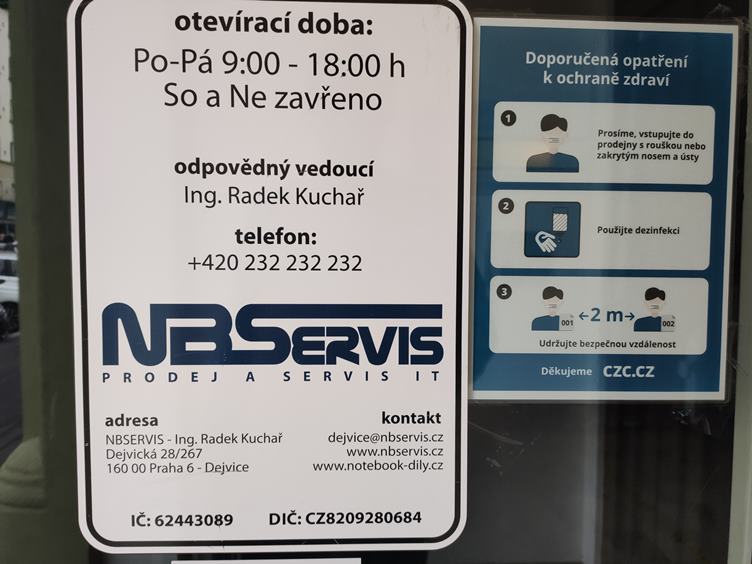 otevírací doba:
Po-Pá 9:00 - 18:00 h
So a Ne zavřeno
odpovědný vedoucí
Ing. Radek Kuchař
telefon:
+420 232 232 232
NBSERVIS
PRODEJ A SERVIS IT
adresa
NBSERVIS - Ing. Radek Kuchař
Dejvická 28/267
160 00 Praha 6 - Dejvice
kontakt
dejvice@nbservis.cz
www.nbservis.cz
www.notebook-dily.cz
IČ: 62443089 DIČ: CZ8209280684
Doporučená opatření
k ochraně zdraví
1
Prosíme, vstupujte do
prodejny s rouškou nebo
zakrytým nosem a ústy
2
Použijte dezinfekci
3
001 ←2 m→ 002
Udržujte bezpečnou vzdálenost
Děkujeme CZC.CZ